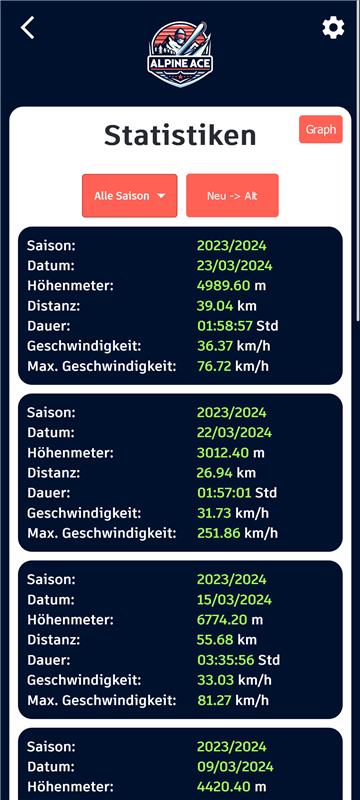 ALPINE ACE
Statistiken
Graph
Alle Saison
Neu -> Alt
Saison: 2023/2024
Datum: 23/03/2024
Höhenmeter: 4989.60 m
Distanz: 39.04 km
Dauer: 01:58:57 Std
Geschwindigkeit: 36.37 km/h
Max. Geschwindigkeit: 76.72 km/h
Saison: 2023/2024
Datum: 22/03/2024
Höhenmeter: 3012.40 m
Distanz: 26.94 km
Dauer: 01:57:01 Std
Geschwindigkeit: 31.73 km/h
Max. Geschwindigkeit: 251.86 km/h
Saison: 2023/2024
Datum: 15/03/2024
Höhenmeter: 6774.20 m
Distanz: 55.68 km
Dauer: 03:35:56 Std
Geschwindigkeit: 33.03 km/h
Max. Geschwindigkeit: 81.27 km/h
Saison: 2023/2024
Datum: 09/03/2024
Höhenmeter: 4420.40 m